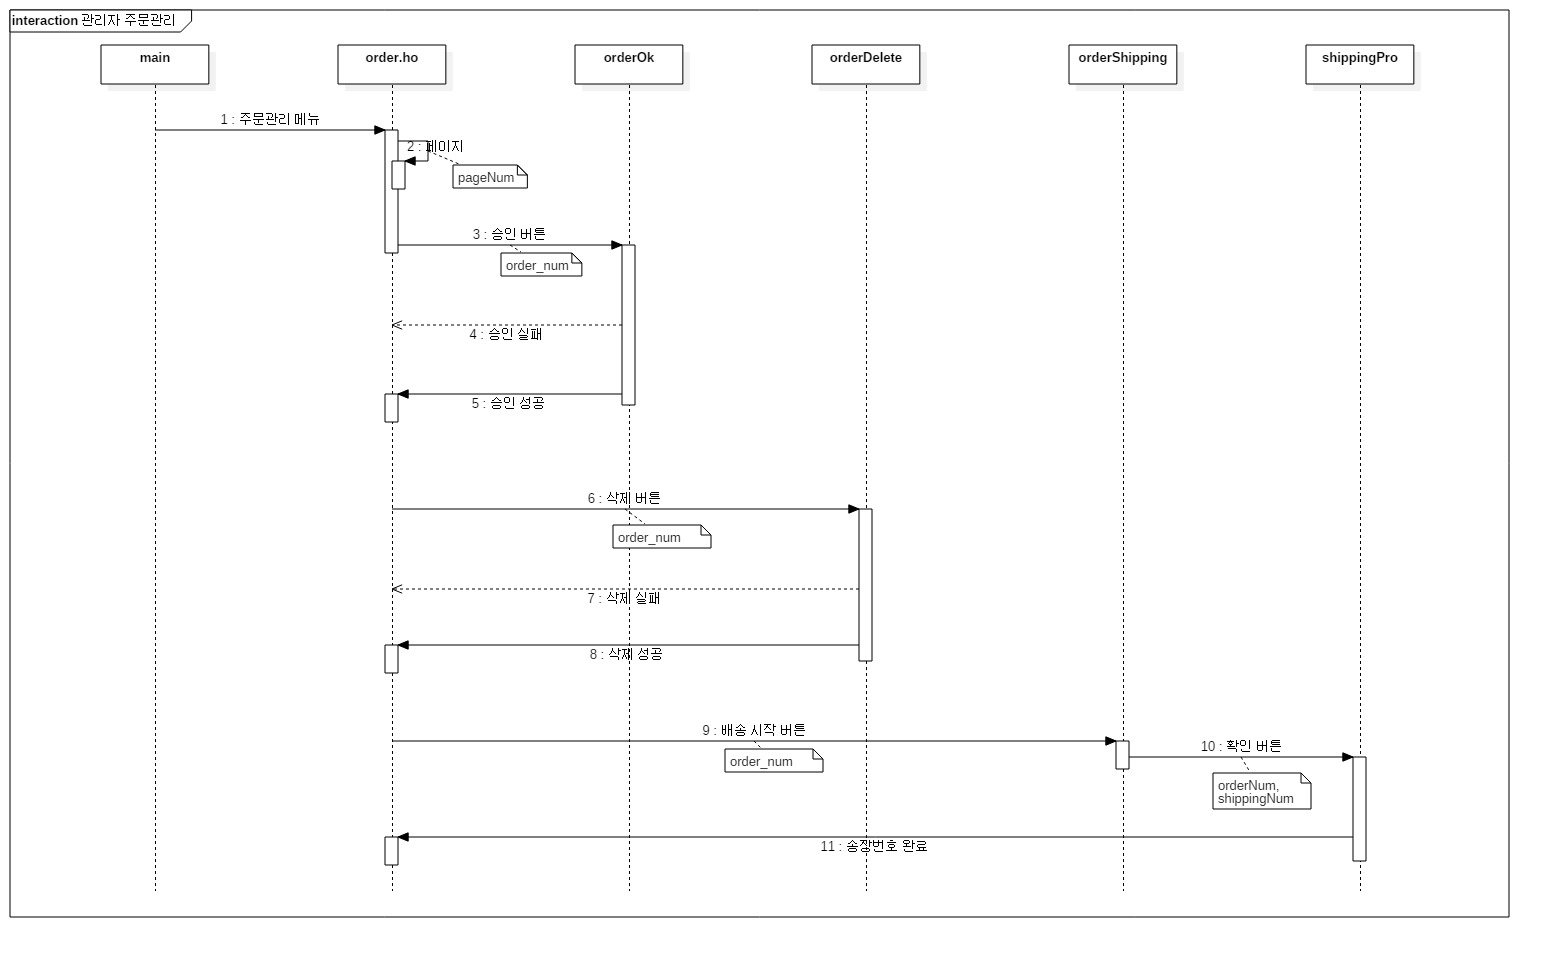 interaction 관리자 주문관리
main
order.ho
orderOk
orderDelete
orderShipping
shippingPro
1 : 주문관리 메뉴
2 : 페이지
pageNum
3 : 승인 버튼
order_num
4 : 승인 실패
5 : 승인 성공
6 : 삭제 버튼
order_num
7 : 삭제 실패
8 : 삭제 성공
9 : 배송 시작 버튼
order_num
10 : 확인 버튼
orderNum,
shippingNum
11 : 송장번호 완료